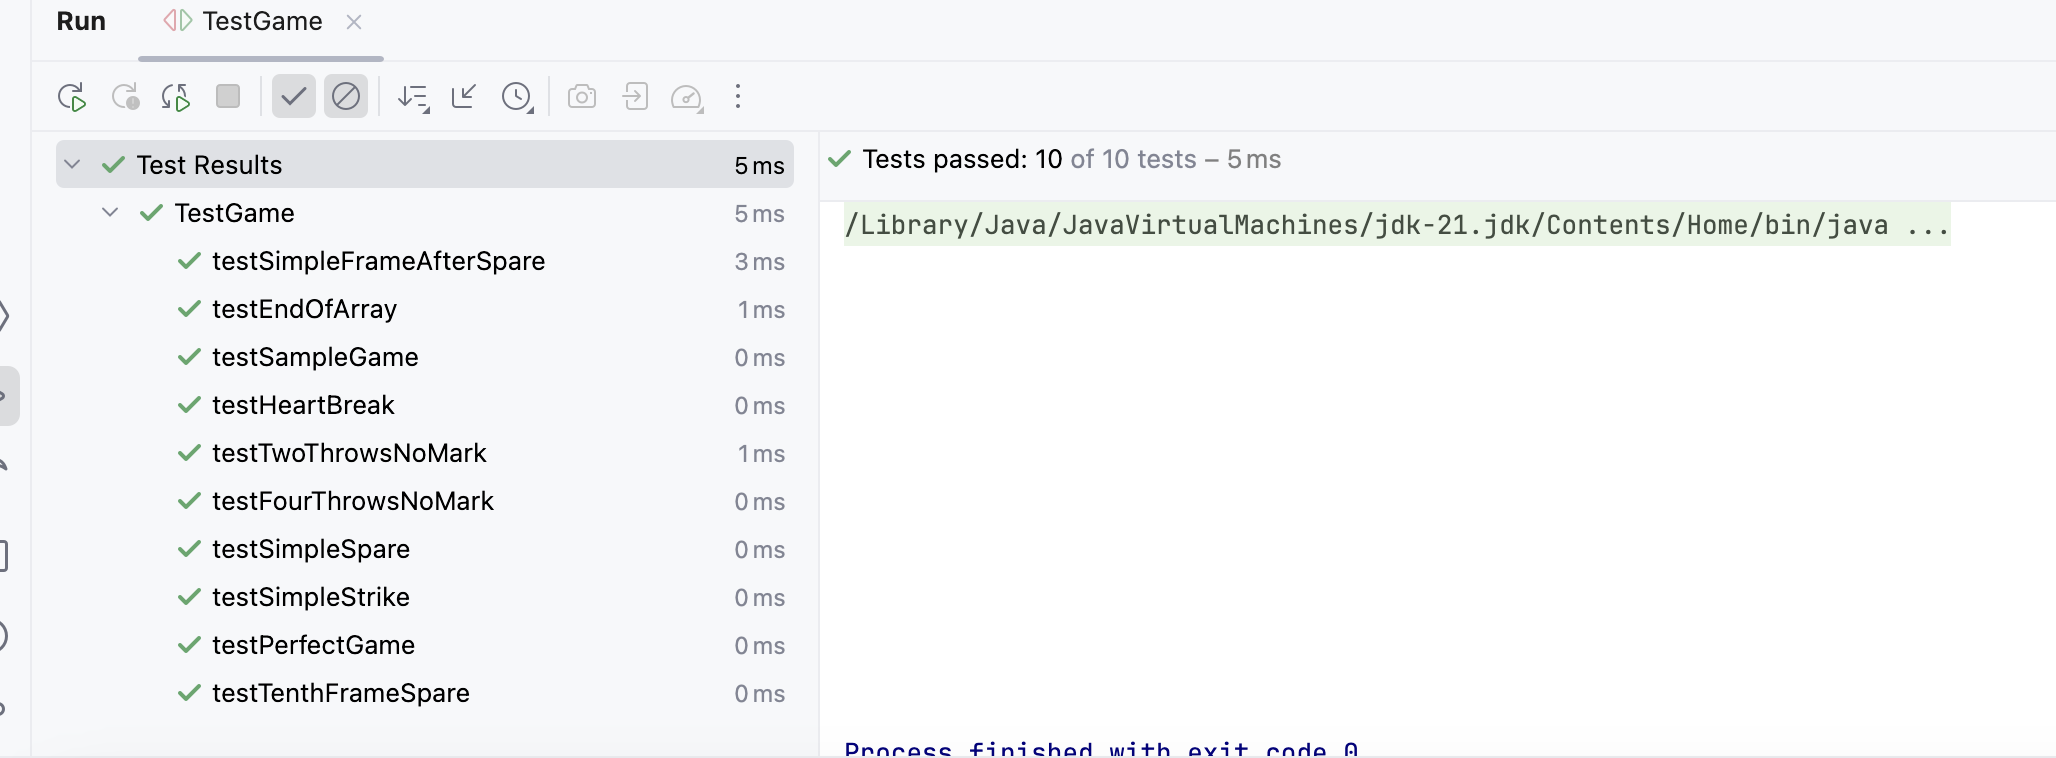 Run TestGame
Test Results 5 ms
TestGame 5 ms
testSimpleFrameAfterSpare 3 ms
testEndOfArray 1 ms
testSampleGame 0 ms
testHeartBreak 0 ms
testTwoThrowsNoMark 1 ms
testFourThrowsNoMark 0 ms
testSimpleSpare 0 ms
testSimpleStrike 0 ms
testPerfectGame 0 ms
testTenthFrameSpare 0 ms
Tests passed: 10 of 10 tests – 5 ms
/Library/Java/JavaVirtualMachines/jdk-21.jdk/Contents/Home/bin/java ...
Process finished with exit code 0